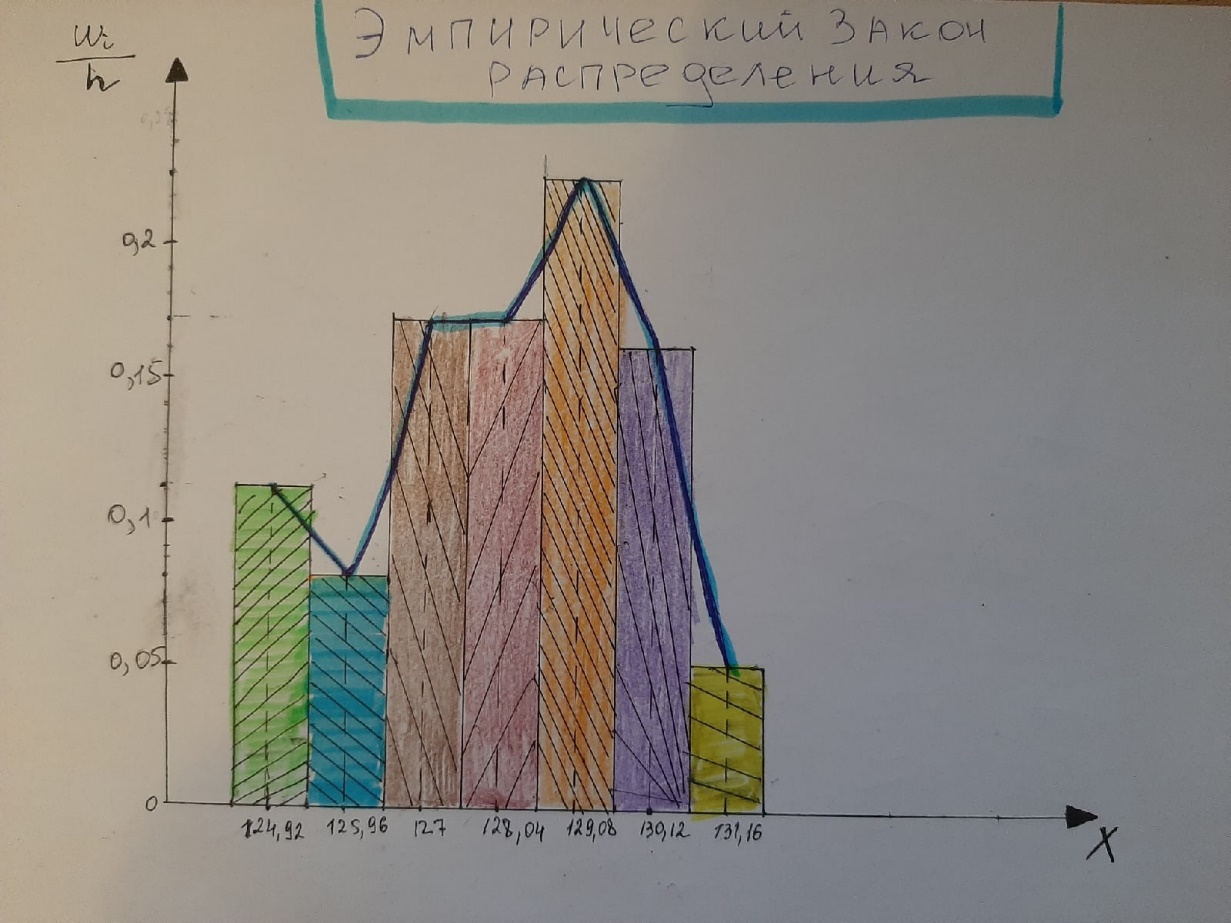 Эмпирический закон
распределения
wi
h
0,2
0,15
0,1
0,05
0
124,92 125,96 127 128,04 129,08 130,12 131,16
X